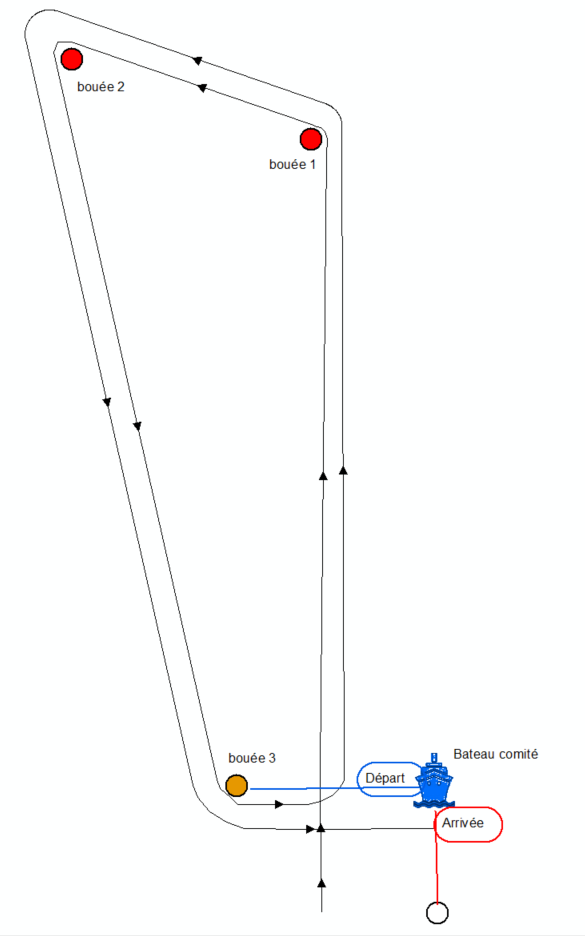 bouée 2
bouée 1
bouée 3
Bateau comité
Départ
Arrivée